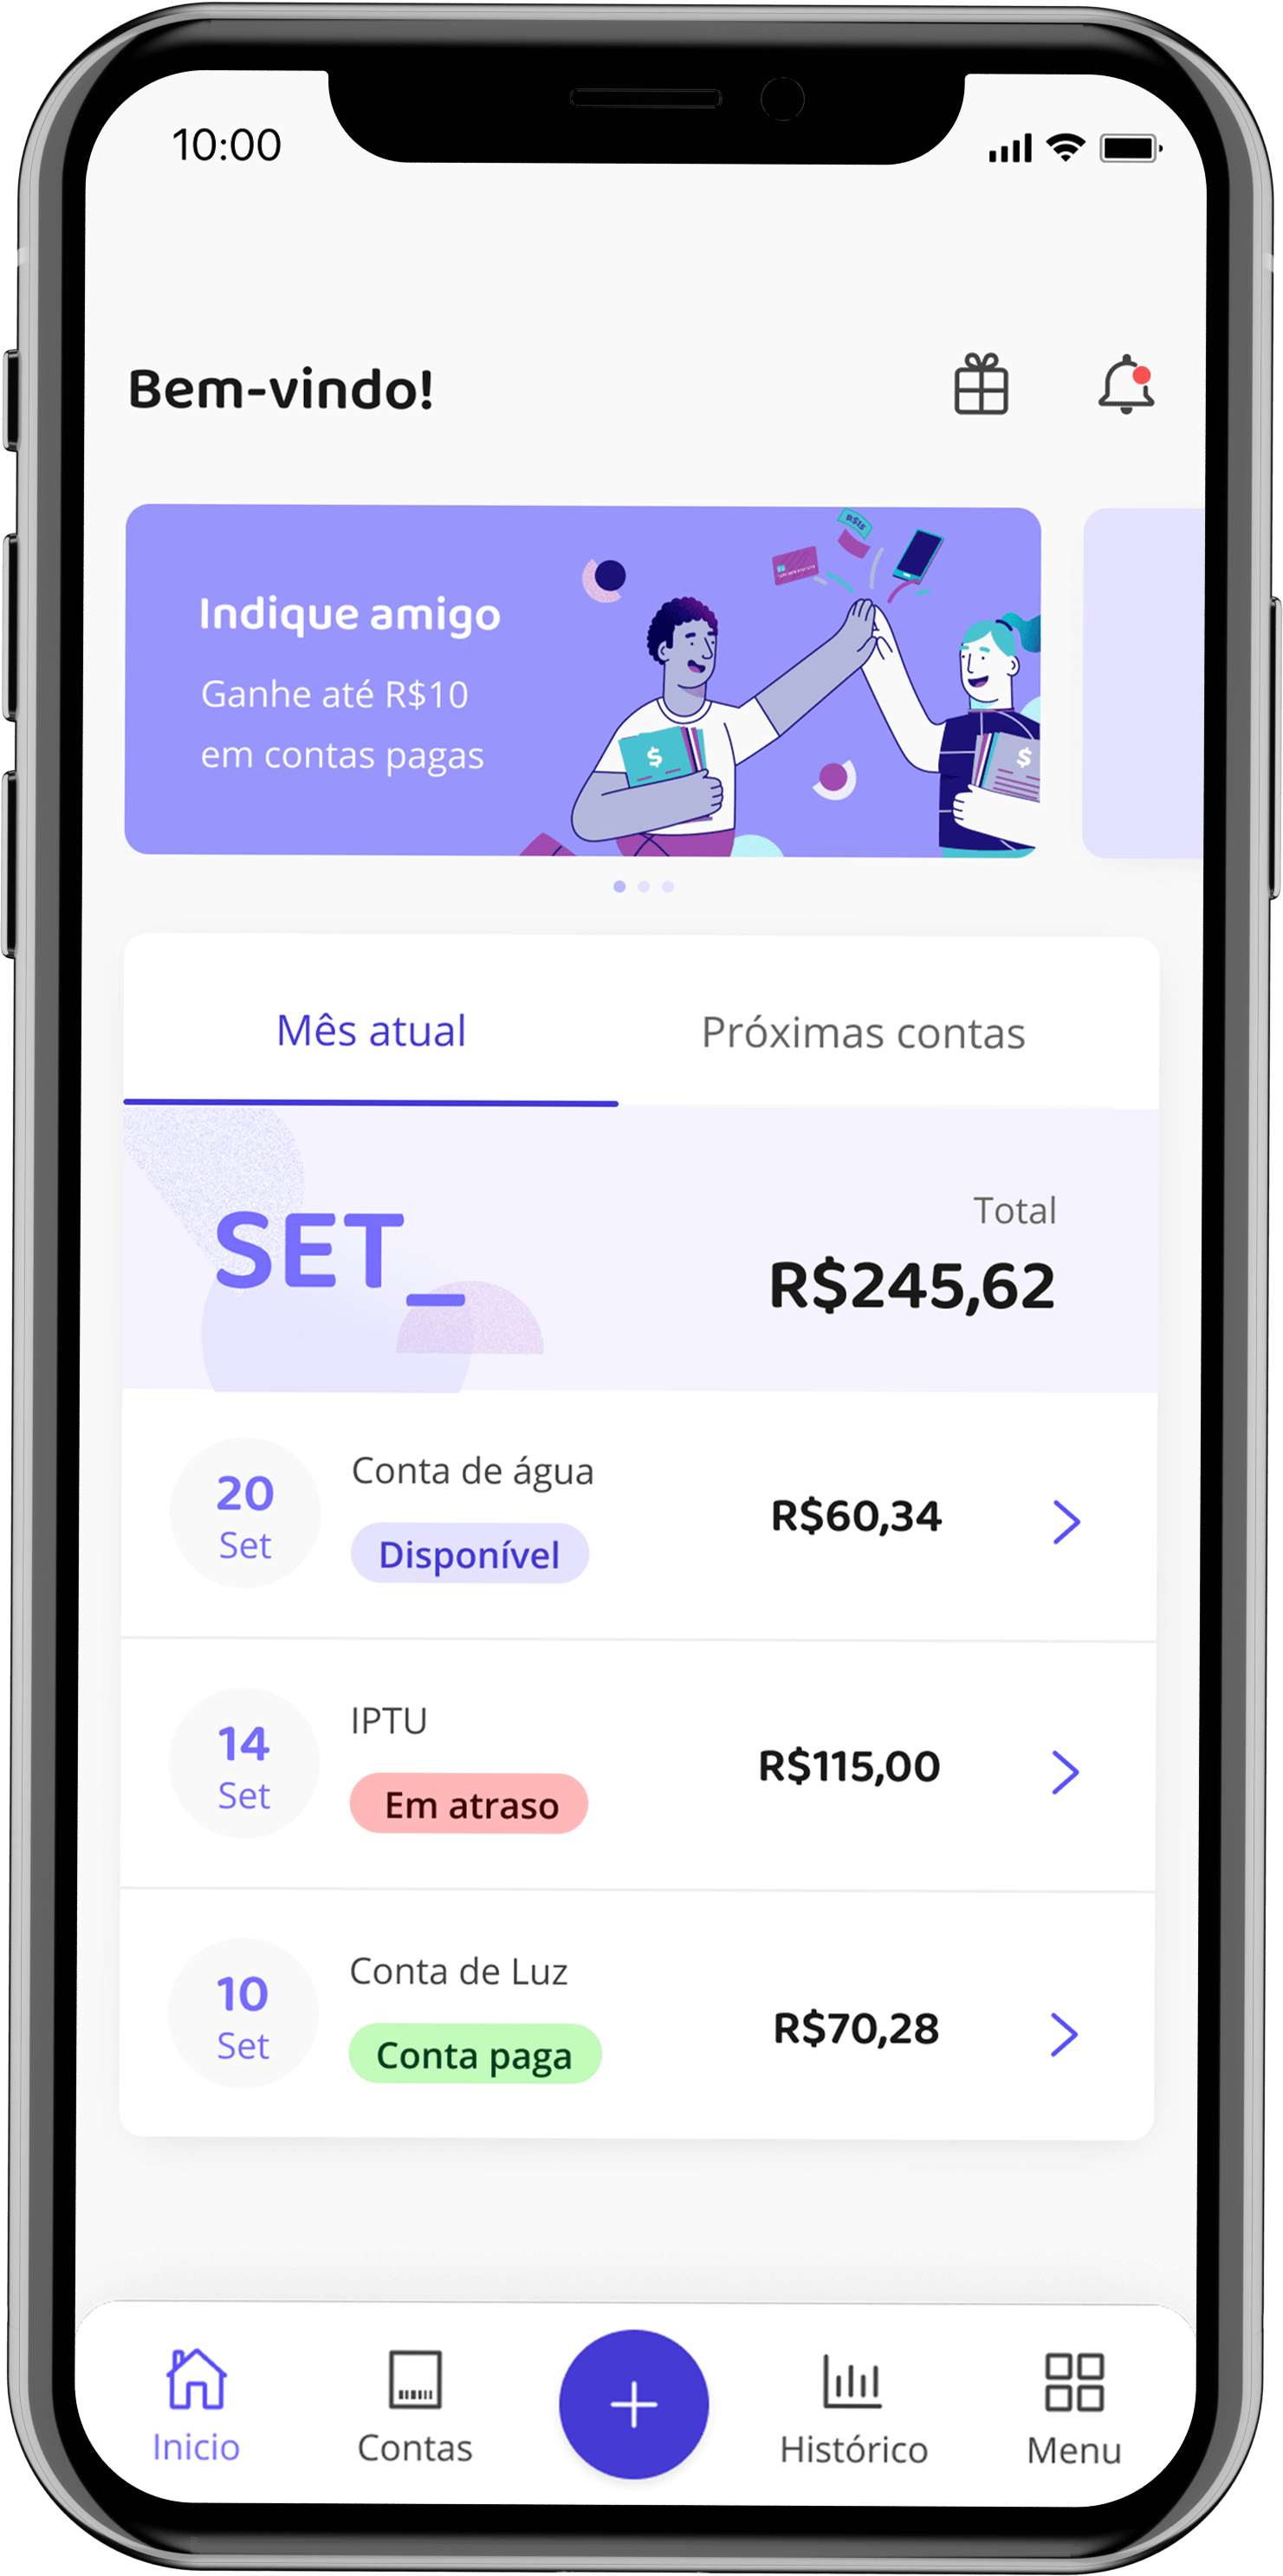 10:00
Bem-vindo!
R$15
Indique amigo
Ganhe até R$10
em contas pagas
$
$
Mês atual
Próximas contas
SET_
Total
R$245,62
20
Set
Conta de água
Disponível
R$60,34
14
Set
IPTU
Em atraso
R$115,00
10
Set
Conta de Luz
Conta paga
R$70,28
Inicio
Contas
Histórico
Menu